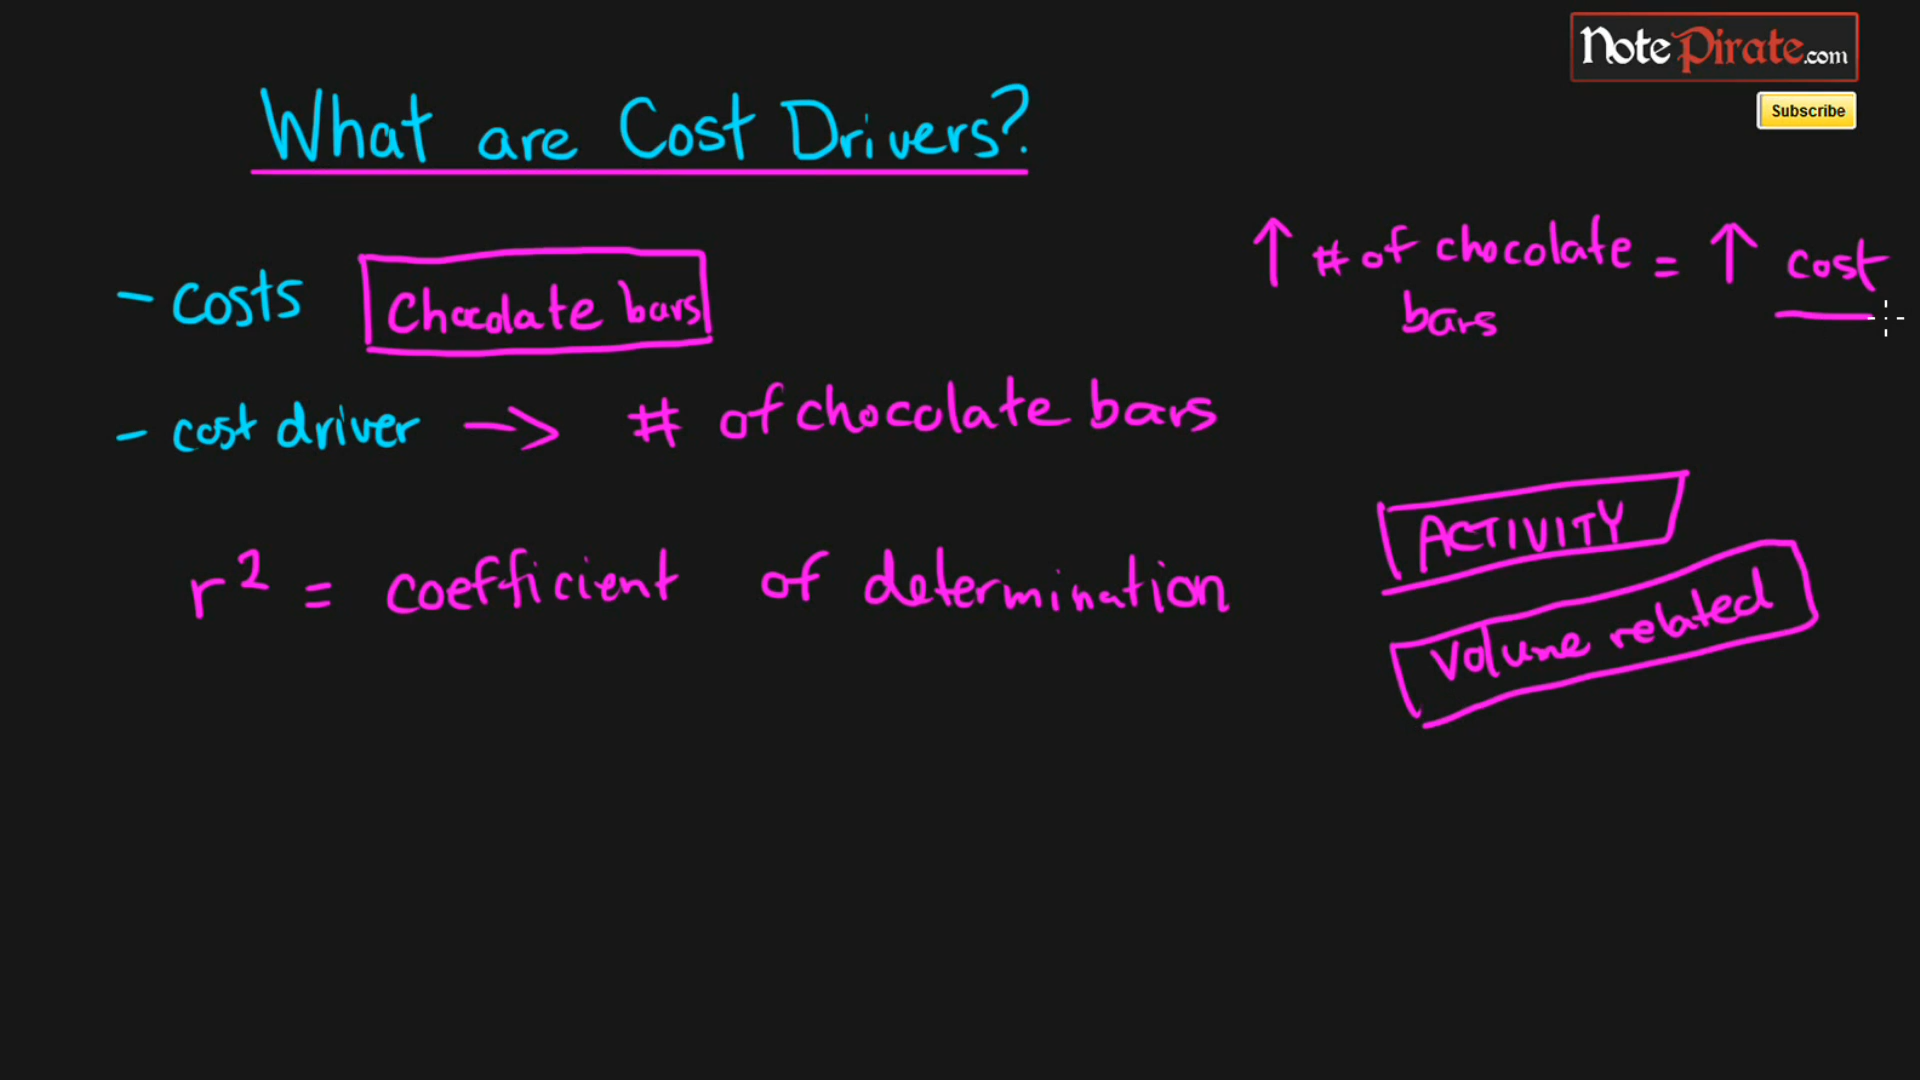 NotePirate.com
Subscribe
What are Cost Drivers?
↑ # of chocolate = ↑ cost
bars
- costs Chocolate bars
- cost driver → # of chocolate bars
ACTIVITY
r² = coefficient of determination
Volume related